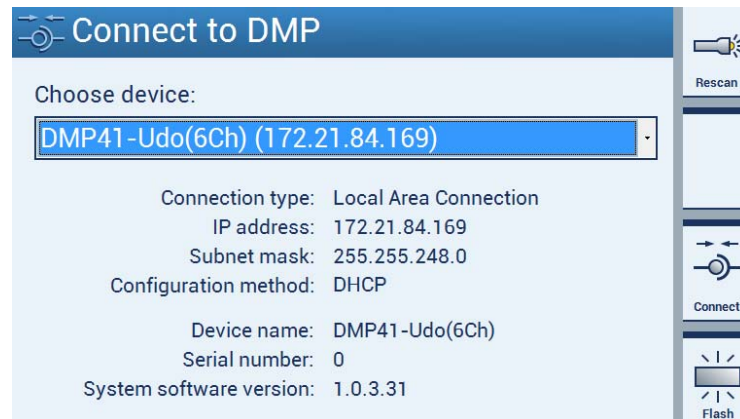 Connect to DMP
Rescan
Choose device:
DMP41-Udo(6Ch) (172.21.84.169)
Connection type: Local Area Connection
IP address: 172.21.84.169
Subnet mask: 255.255.248.0
Configuration method: DHCP
Connect
Device name: DMP41-Udo(6Ch)
Serial number: 0
System software version: 1.0.3.31
Flash